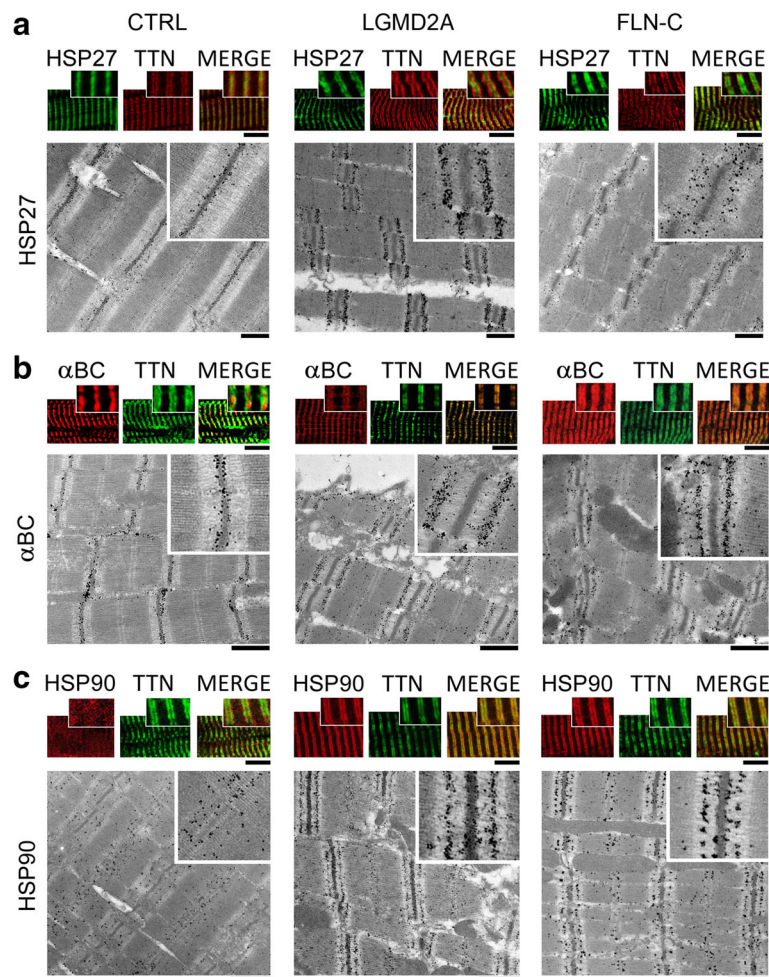 CTRL LGMD2A FLN-C
a
HSP27 TTN MERGE HSP27 TTN MERGE HSP27 TTN MERGE
HSP27
b
αBC TTN MERGE αBC TTN MERGE αBC TTN MERGE
αBC
c
HSP90 TTN MERGE HSP90 TTN MERGE HSP90 TTN MERGE
HSP90